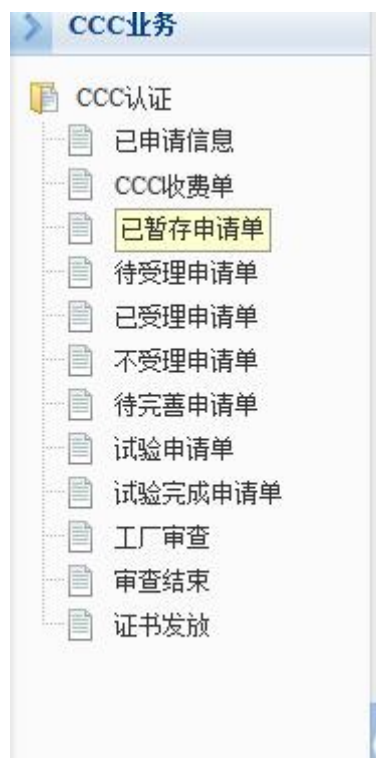 CCC业务
CCC认证
已申请信息
CCC收费单
已暂存申请单
待受理申请单
已受理申请单
不受理申请单
待完善申请单
试验申请单
试验完成申请单
工厂审查
审查结束
证书发放